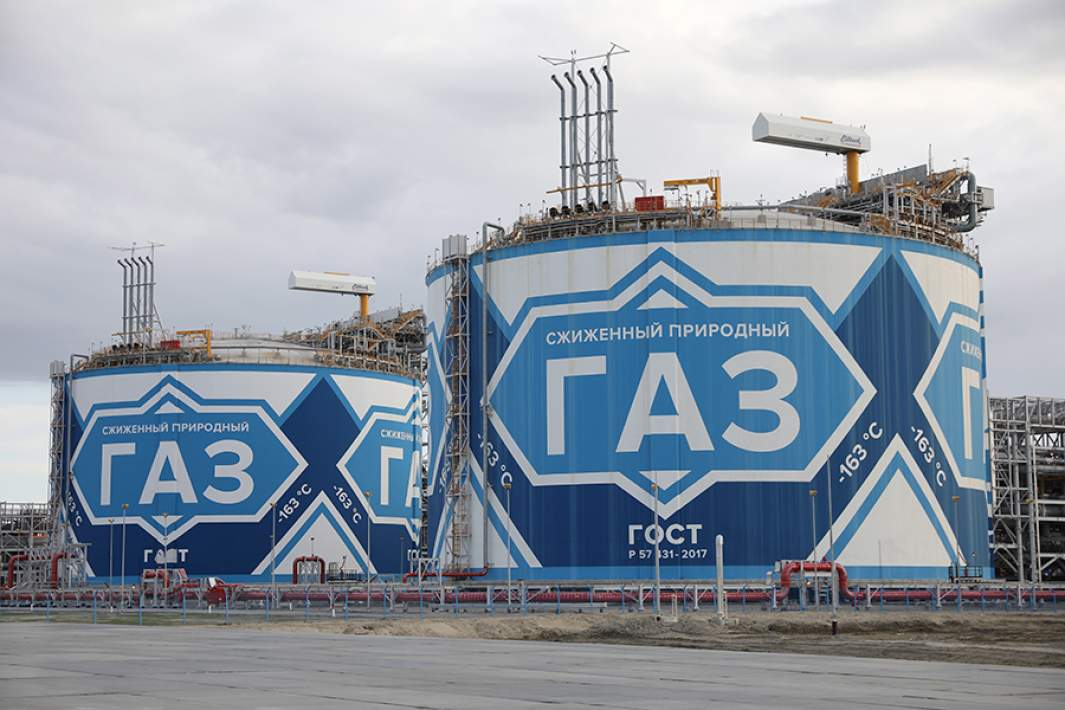 СЖИЖЕННЫЙ ПРИРОДНЫЙ
ГАЗ
-163 °C
-163 °C
ГОСТ
СЖИЖЕННЫЙ ПРИРОДНЫЙ
ГАЗ
-163 °C
-163 °C
-163 °C
ГОСТ
Р 57431-2017